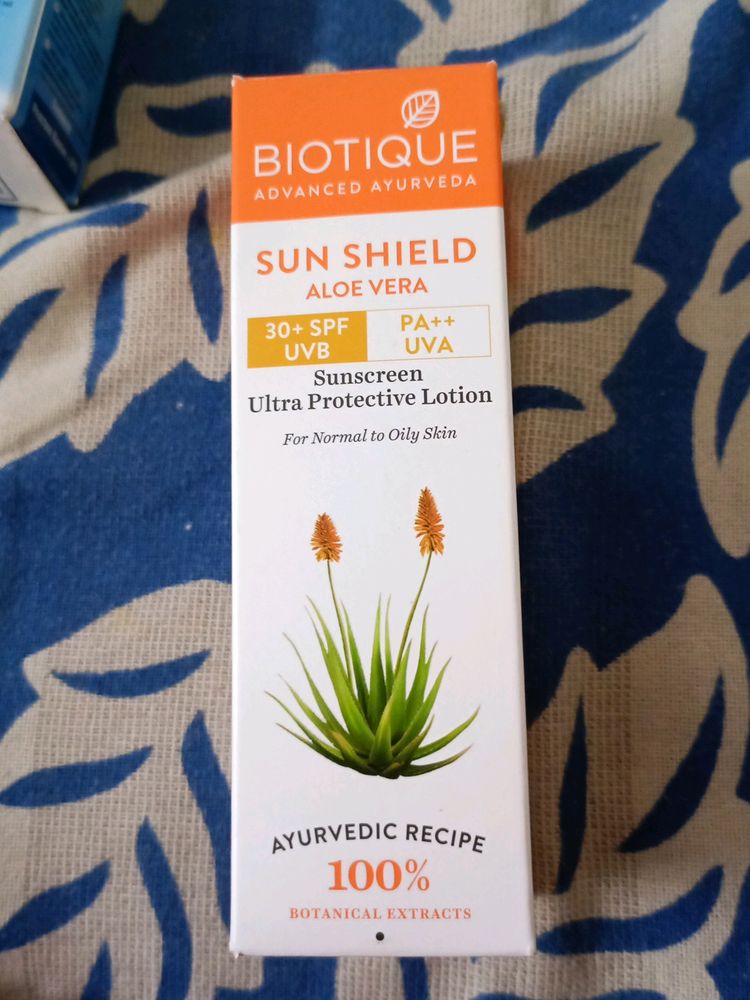 BIOTIQUE
ADVANCED AYURVEDA
SUN SHIELD
ALOE VERA
30+ SPF
UVB
PA++
UVA
Sunscreen
Ultra Protective Lotion
For Normal to Oily Skin
AYURVEDIC RECIPE
100%
BOTANICAL EXTRACTS